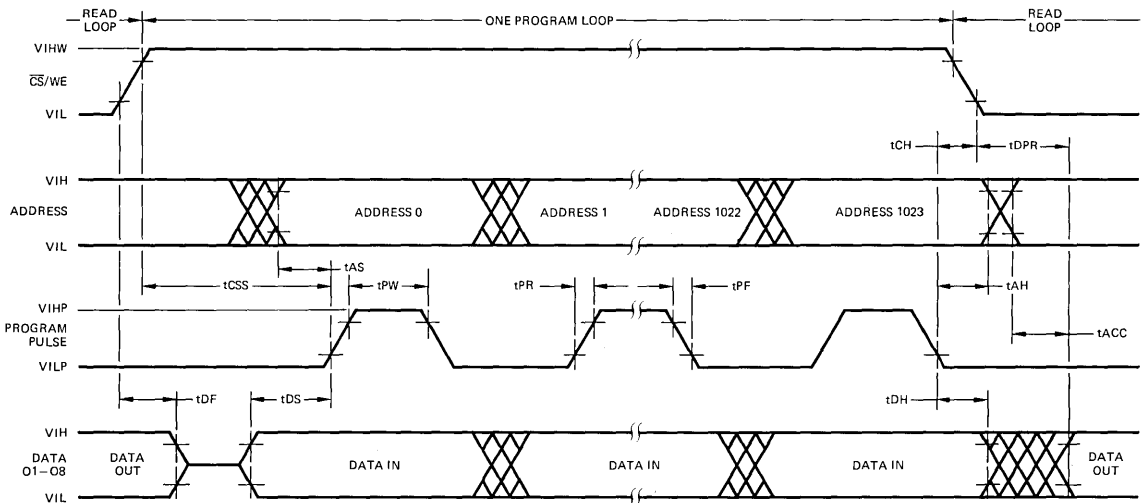 READ
LOOP
ONE PROGRAM LOOP
READ
LOOP
VIHW
CS/WE
VIL
tCH
tDPR
VIH
ADDRESS
VIL
ADDRESS 0
ADDRESS 1
ADDRESS 1022
ADDRESS 1023
tAS
tCSS
tPW
tPR
tPF
tAH
VIHP
PROGRAM
PULSE
VILP
tACC
tDF
tDS
tDH
VIH
DATA
O1–O8
VIL
DATA
OUT
DATA IN
DATA IN
DATA IN
DATA
OUT